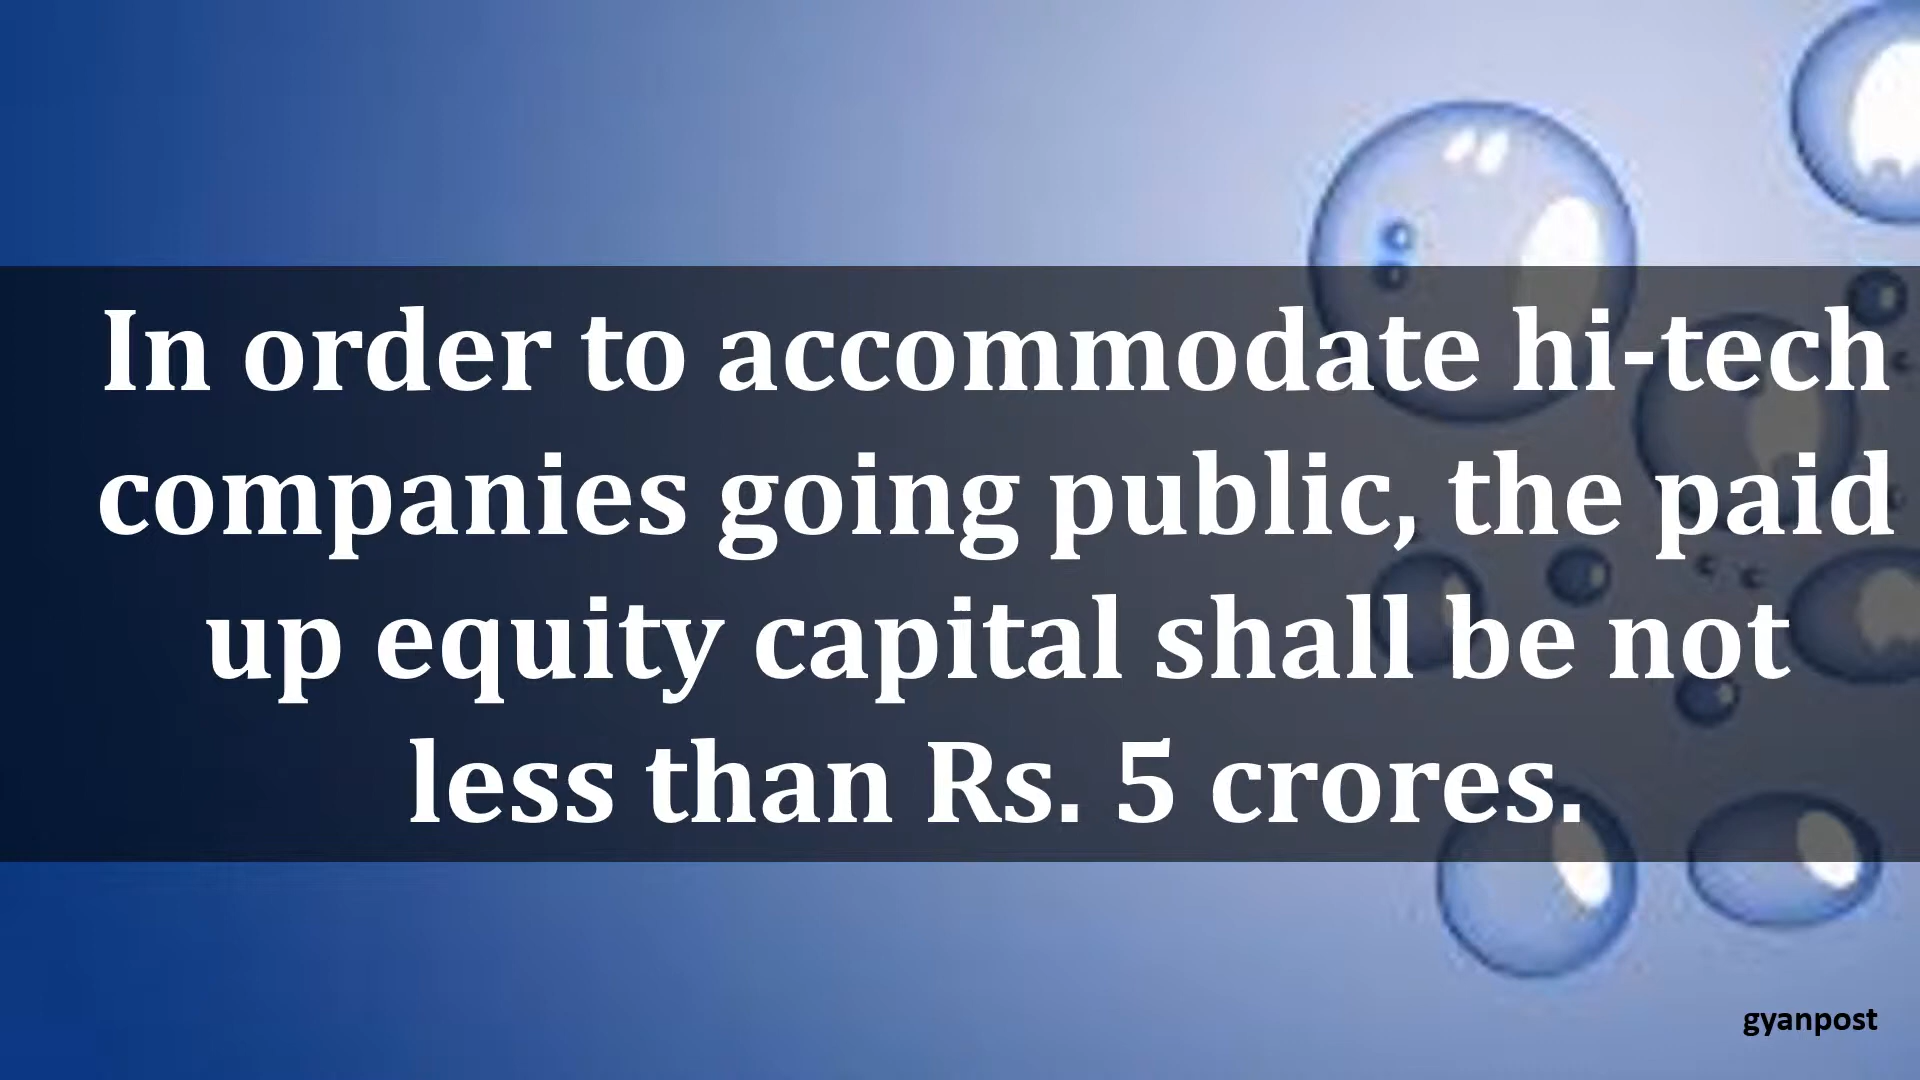 In order to accommodate hi-tech
companies going public, the paid
up equity capital shall be not
less than Rs. 5 crores.
gyanpost